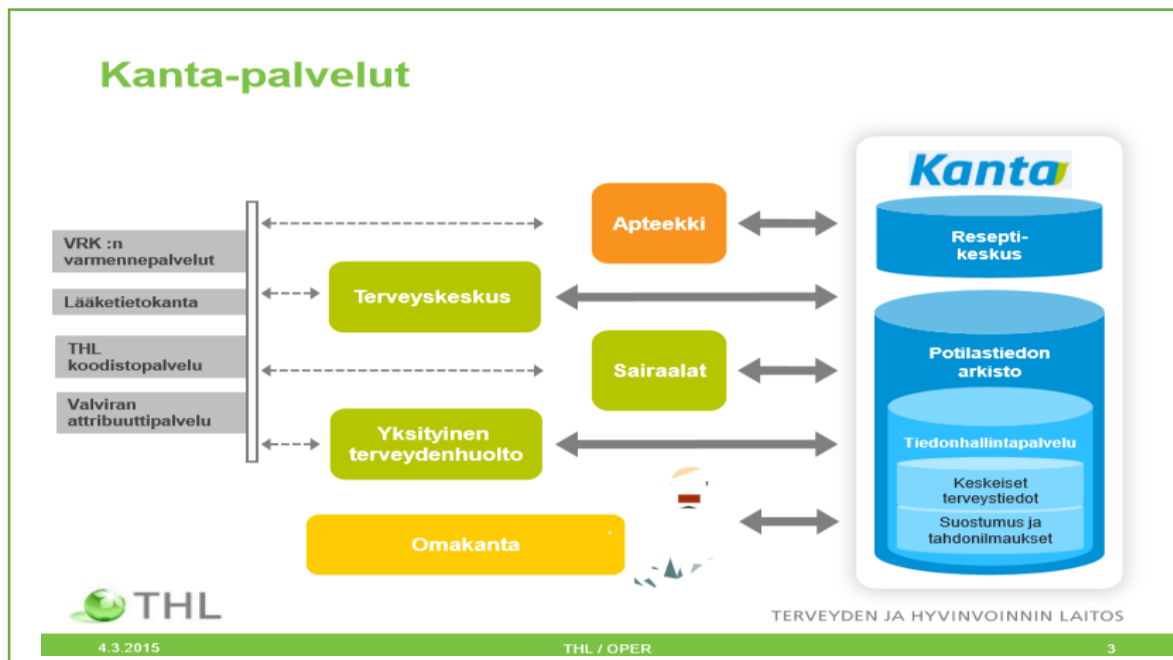 Kanta-palvelut
VRK :n
varmennepalvelut
Lääketietokanta
THL
koodistopalvelu
Valviran
attribuuttipalvelu
Apteekki
Terveyskeskus
Sairaalat
Yksityinen
terveydenhuolto
Omakanta
Kanta
Resepti-
keskus
Potilastiedon
arkisto
Tiedonhallintapalvelu
Keskeiset
terveystiedot
Suostumus ja
tahdonilmaukset
THL
TERVEYDEN JA HYVINVOINNIN LAITOS
4.3.2015
THL / OPER
3